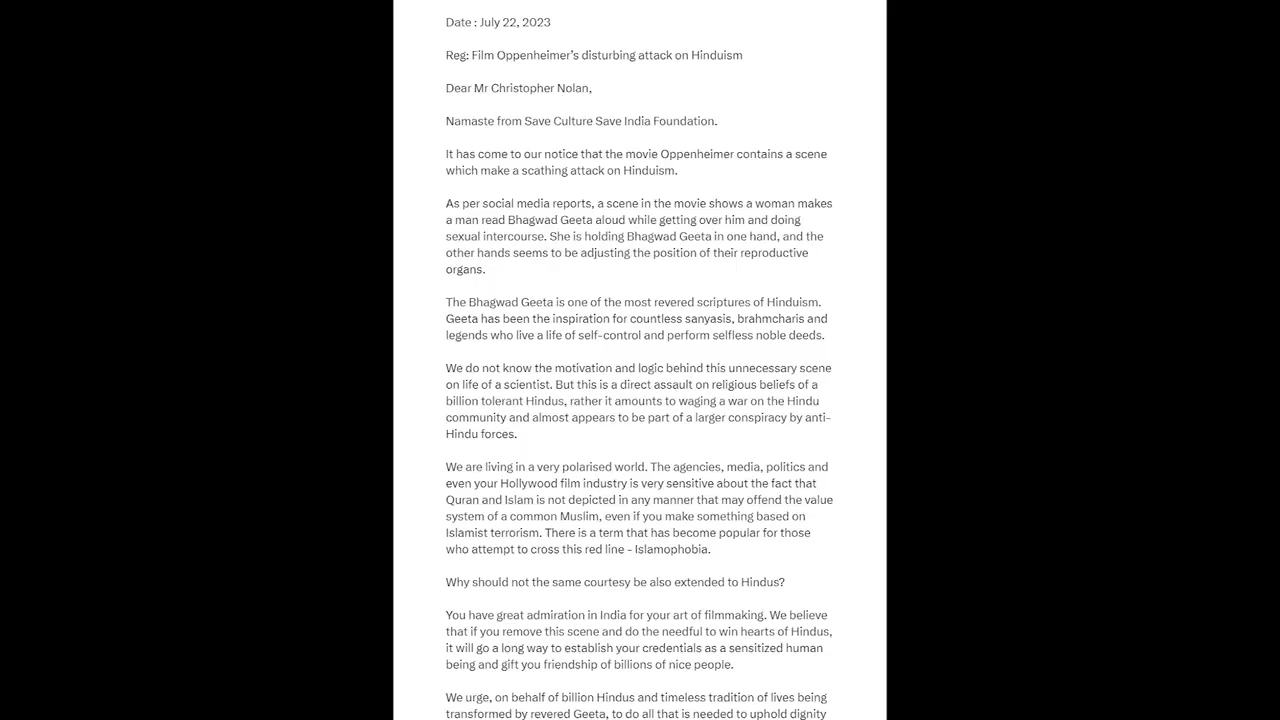 Date : July 22, 2023
Reg: Film Oppenheimer's disturbing attack on Hinduism
Dear Mr Christopher Nolan,
Namaste from Save Culture Save India Foundation.
It has come to our notice that the movie Oppenheimer contains a scene
which make a scathing attack on Hinduism.
As per social media reports, a scene in the movie shows a woman makes
a man read Bhagwad Geeta aloud while getting over him and doing
sexual intercourse. She is holding Bhagwad Geeta in one hand, and the
other hands seems to be adjusting the position of their reproductive
organs.
The Bhagwad Geeta is one of the most revered scriptures of Hinduism.
Geeta has been the inspiration for countless sanyasis, brahmcharis and
legends who live a life of self-control and perform selfless noble deeds.
We do not know the motivation and logic behind this unnecessary scene
on life of a scientist. But this is a direct assault on religious beliefs of a
billion tolerant Hindus, rather it amounts to waging a war on the Hindu
community and almost appears to be part of a larger conspiracy by anti-
Hindu forces.
We are living in a very polarised world. The agencies, media, politics and
even your Hollywood film industry is very sensitive about the fact that
Quran and Islam is not depicted in any manner that may offend the value
system of a common Muslim, even if you make something based on
Islamist terrorism. There is a term that has become popular for those
who attempt to cross this red line - Islamophobia.
Why should not the same courtesy be also extended to Hindus?
You have great admiration in India for your art of filmmaking. We believe
that if you remove this scene and do the needful to win hearts of Hindus,
it will go a long way to establish your credentials as a sensitized human
being and gift you friendship of billions of nice people.
We urge, on behalf of billion Hindus and timeless tradition of lives being
transformed by revered Geeta, to do all that is needed to uphold dignity